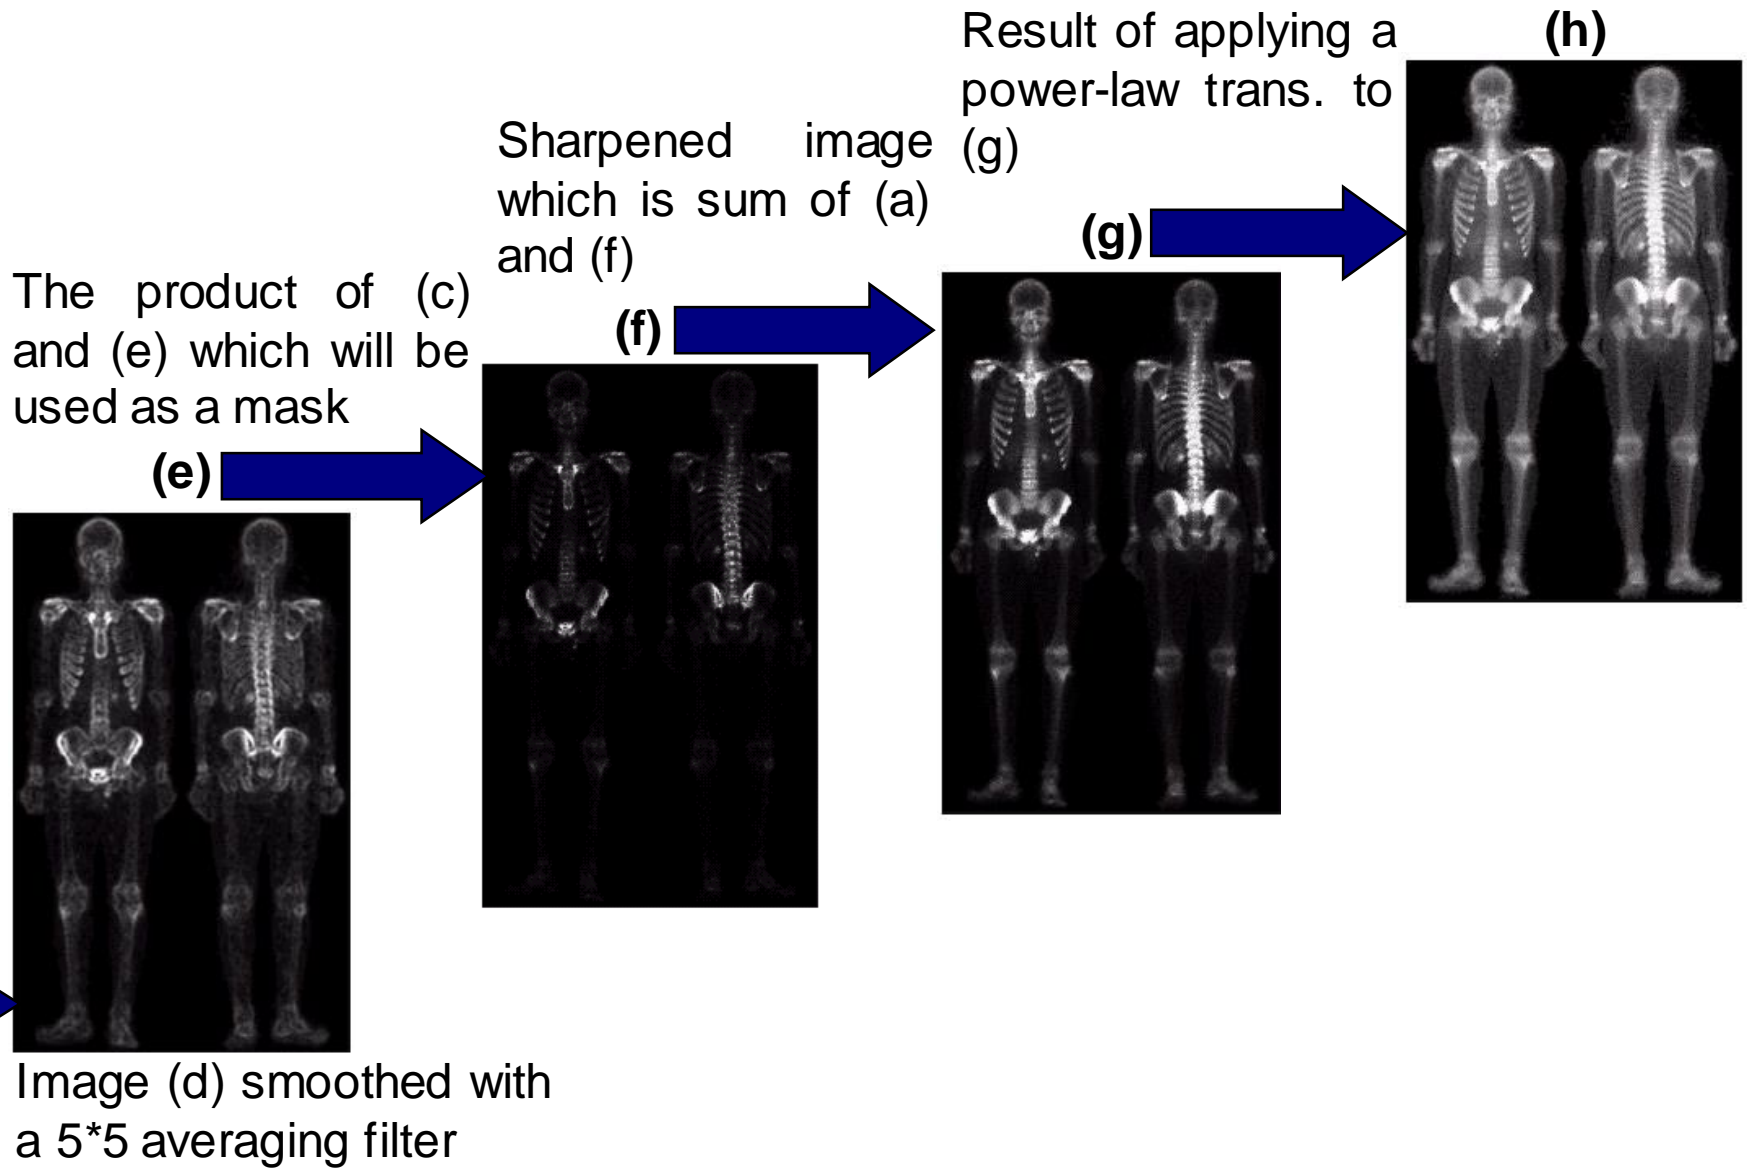 Result of applying a
power-law trans. to
(g)
(h)
Sharpened image
which is sum of (a)
and (f)
(g)
The product of (c)
and (e) which will be
used as a mask
(f)
(e)
Image (d) smoothed with
a 5*5 averaging filter